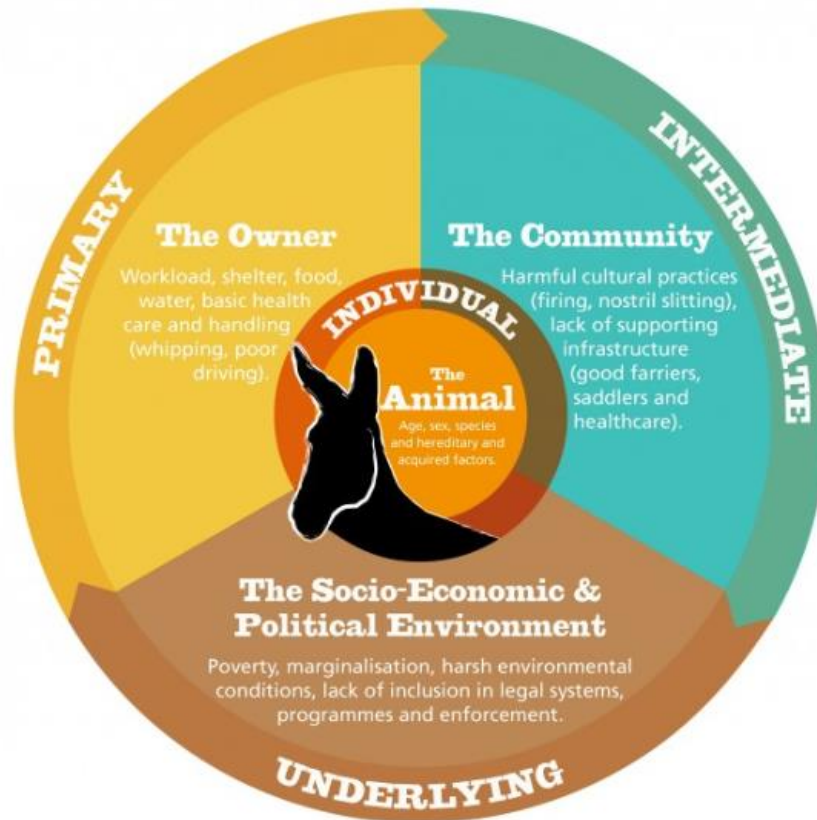 PRIMARY
The Owner
Workload, shelter, food,
water, basic health
care and handling
(whipping, poor
driving).
INTERMEDIATE
The Community
Harmful cultural practices
(firing, nostril slitting),
lack of supporting
infrastructure
(good farriers,
saddlers and
healthcare).
INDIVIDUAL
The
Animal
Age, sex, species
and hereditary and
acquired factors.
The Socio-Economic &
Political Environment
Poverty, marginalisation, harsh environmental
conditions, lack of inclusion in legal systems,
programmes and enforcement.
UNDERLYING